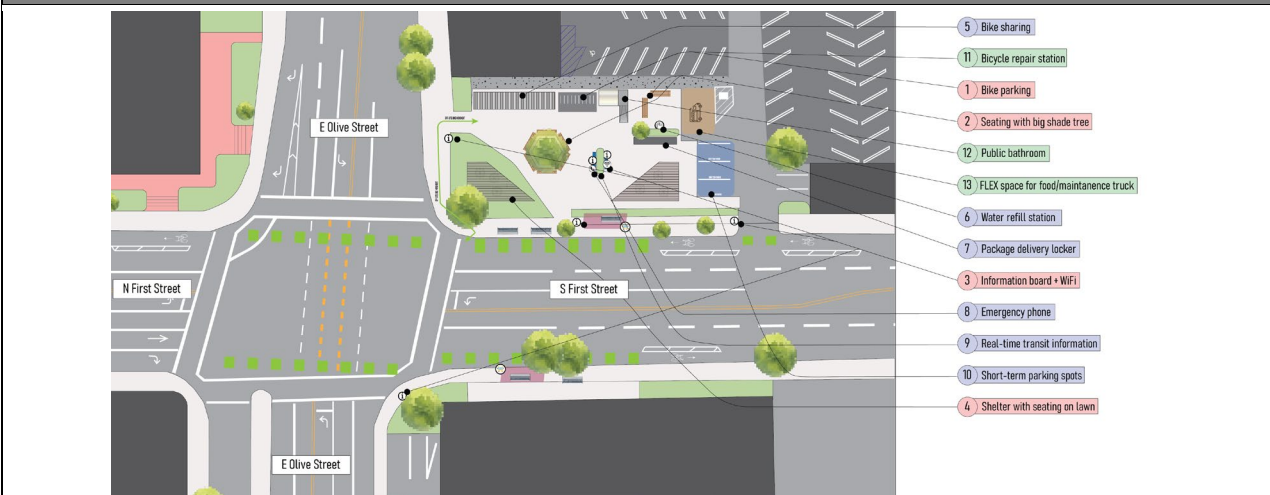 5 Bike sharing
11 Bicycle repair station
1 Bike parking
2 Seating with big shade tree
12 Public bathroom
13 FLEX space for food/maintanence truck
6 Water refill station
7 Package delivery locker
3 Information board + WiFi
8 Emergency phone
9 Real-time transit information
10 Short-term parking spots
4 Shelter with seating on lawn
E Olive Street
N First Street
S First Street
E Olive Street